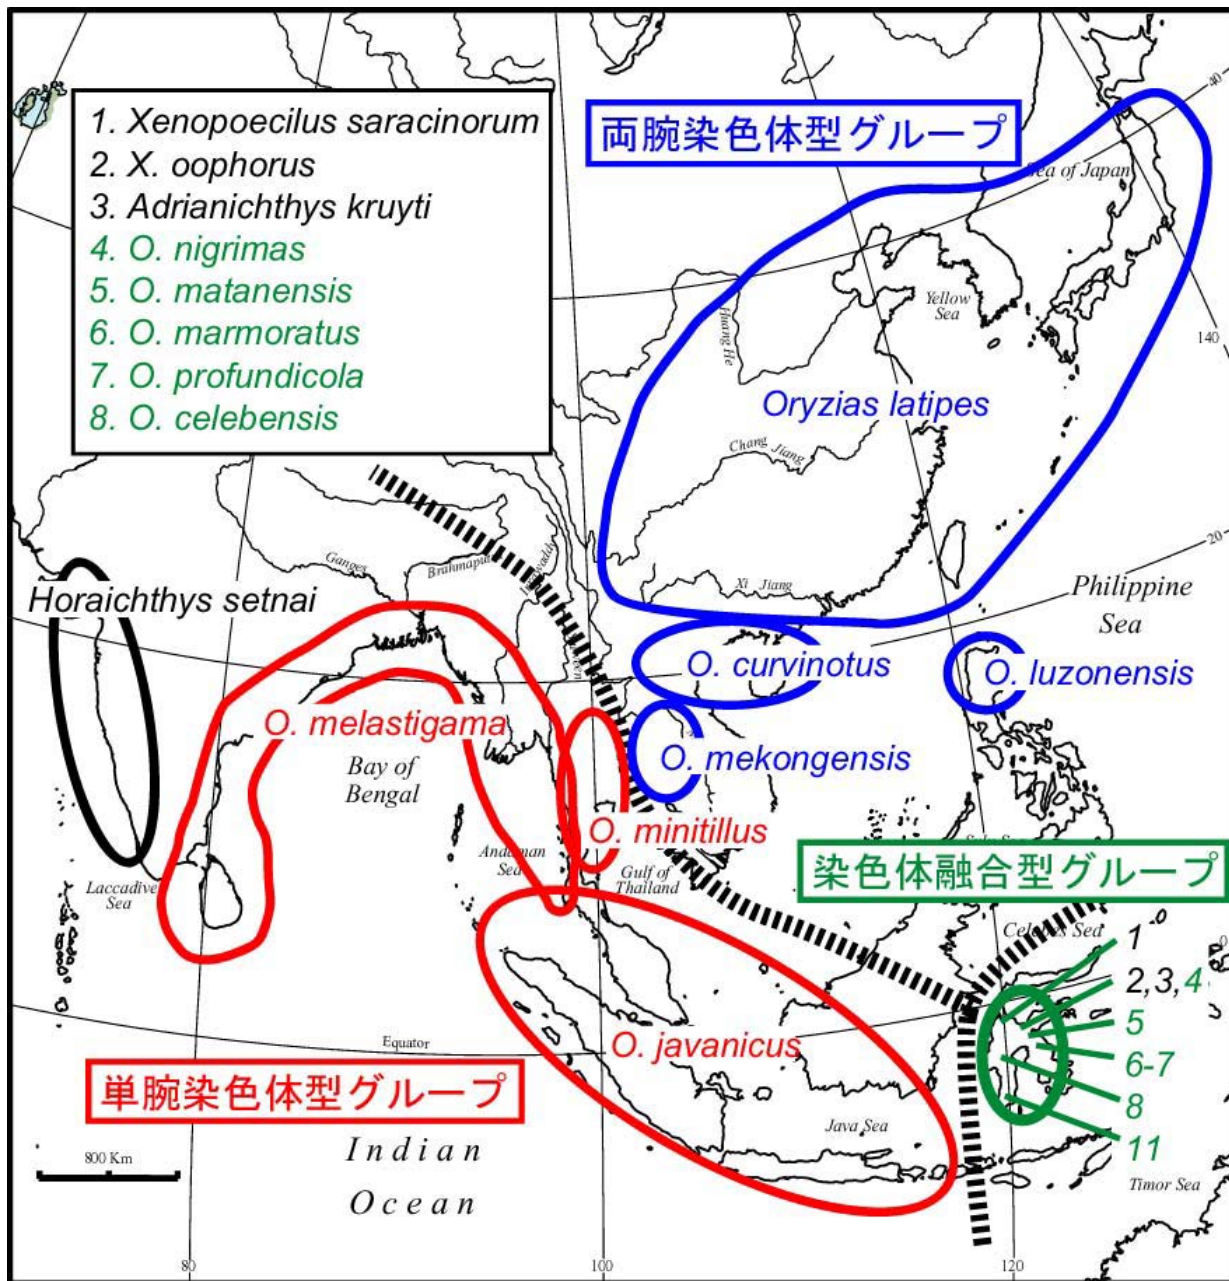 1. Xenopoecilus saracinorum
2. X. oophorus
3. Adrianichthys kruyti
4. O. nigrimas
5. O. matanensis
6. O. marmoratus
7. O. profundicola
8. O. celebensis
両腕染色体型グループ
40
Sea of Japan
Yellow
Sea
Huang He
140
Oryzias latipes
Chang Jiang
20
Ganges
Brahmaputra
Xi Jiang
Philippine
Sea
Horaichthys setnai
O. curvinotus
O. luzonensis
O. melastigama
O. mekongensis
Bay of
Bengal
O. minitillus
Andaman
Sea
Gulf of
Thailand
Laccadive
Sea
染色体融合型グループ
Celebes Sea
0
1
2,3,4
5
6-7
8
11
Equator
O. javanicus
単腕染色体型グループ
Java Sea
800 Km
Indian
Ocean
Timor Sea
80
100
120